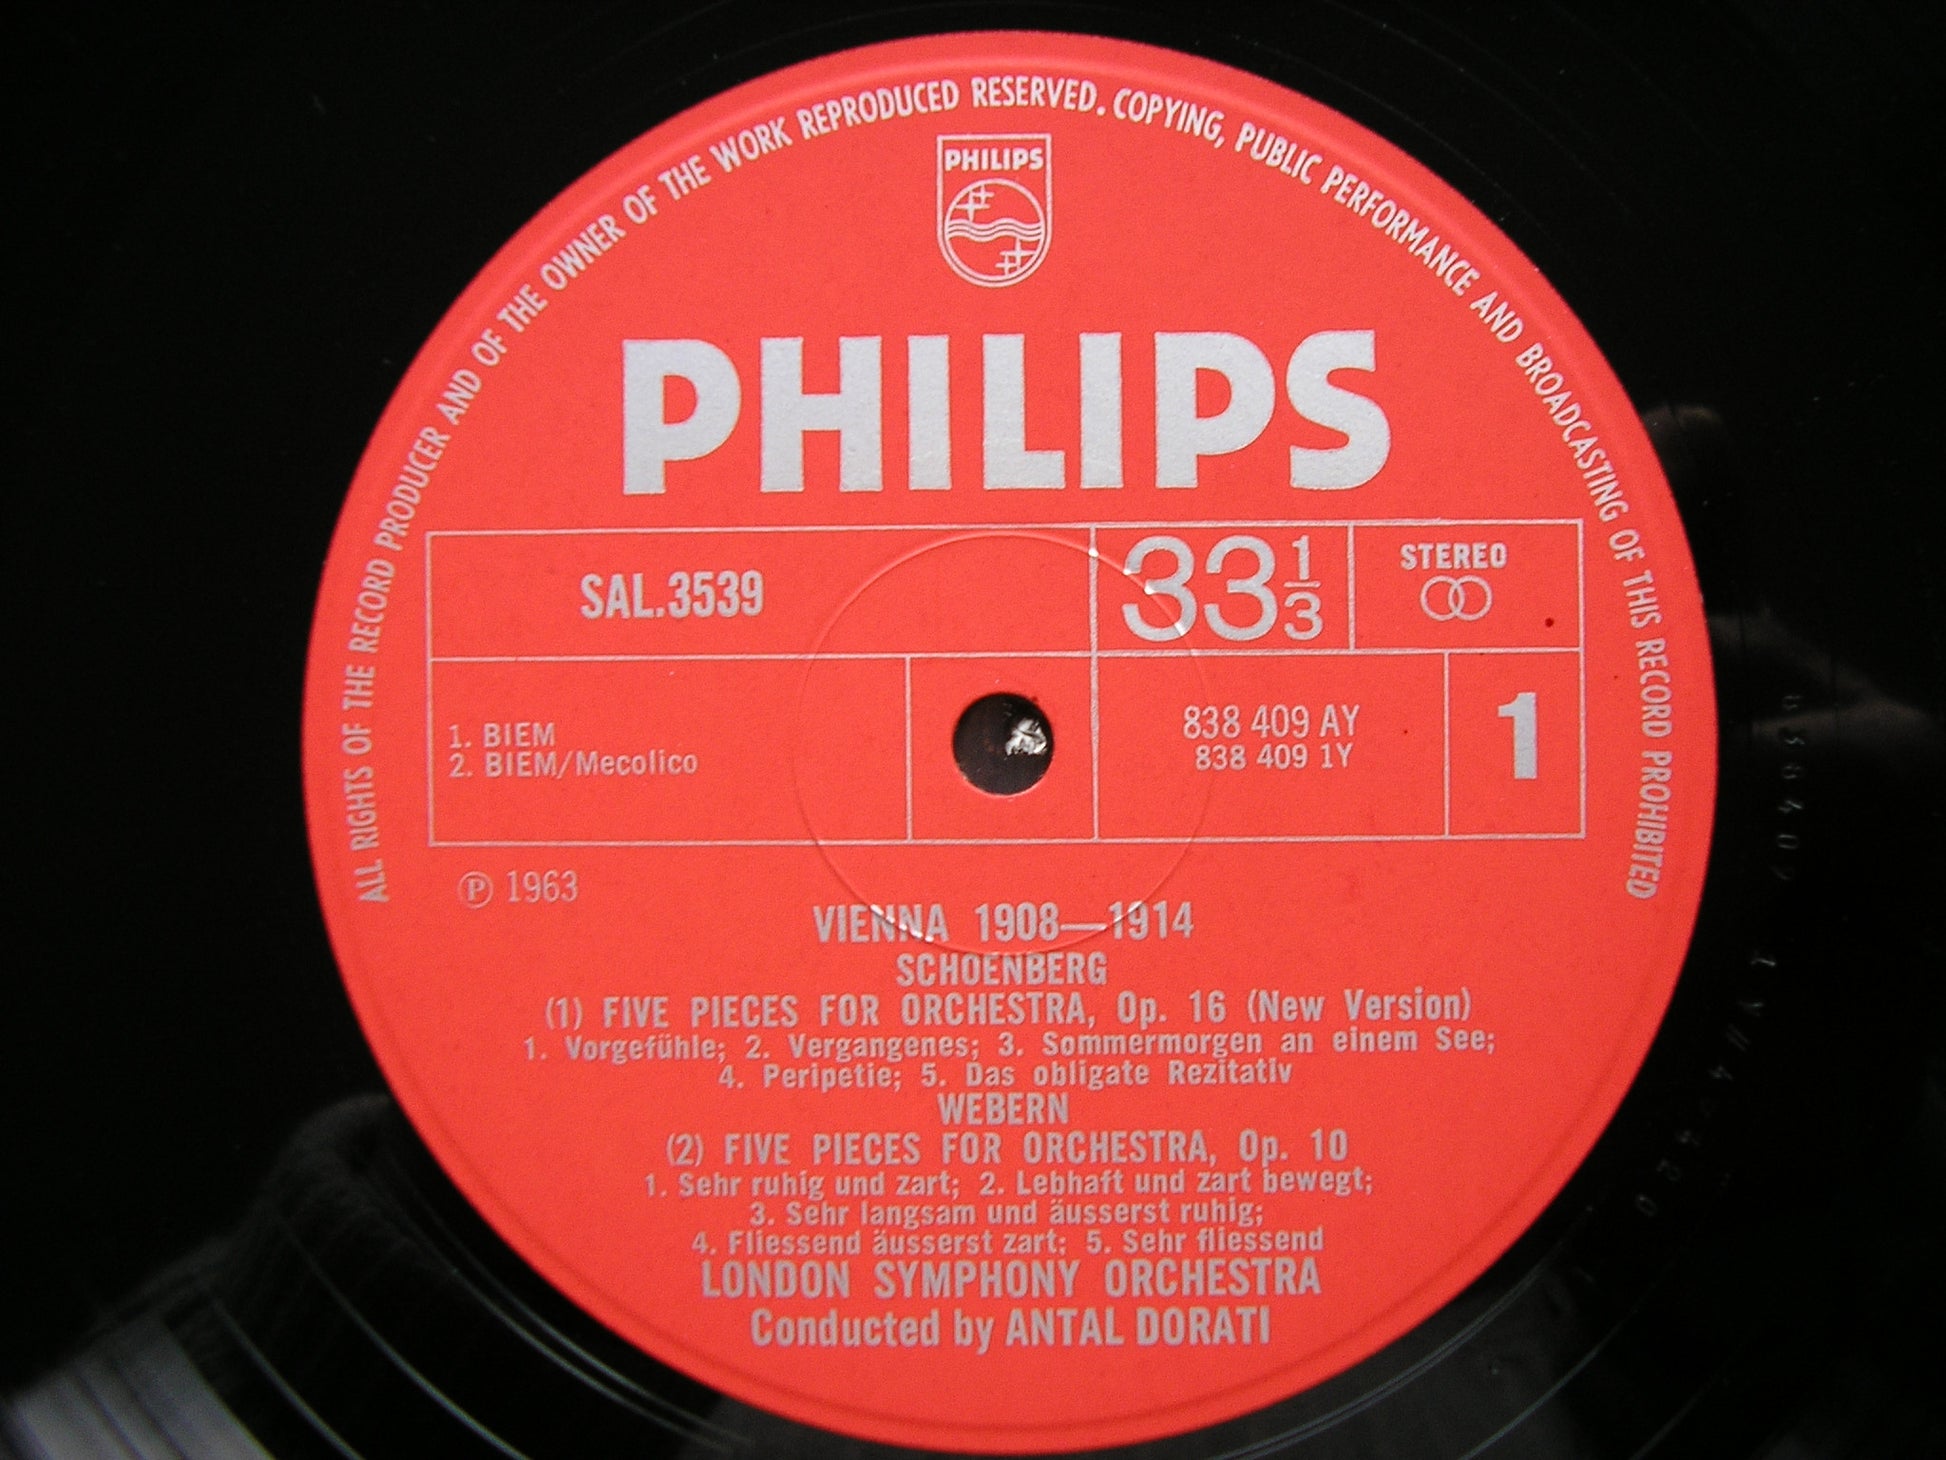 ALL RIGHTS OF THE RECORD PRODUCER AND OF THE OWNER OF THE WORK REPRODUCED RESERVED. COPYING, PUBLIC PERFORMANCE AND BROADCASTING OF THIS RECORD PROHIBITED
PHILIPS
PHILIPS
SAL.3539
33 1/3
STEREO
1. BIEM
2. BIEM/Mecolico
838 409 AY
838 409 1Y
1
Ⓟ 1963
VIENNA 1908—1914
SCHOENBERG
(1) FIVE PIECES FOR ORCHESTRA, Op. 16 (New Version)
1. Vorgefühle; 2. Vergangenes; 3. Sommermorgen an einem See;
4. Peripetie; 5. Das obligate Rezitativ
WEBERN
(2) FIVE PIECES FOR ORCHESTRA, Op. 10
1. Sehr ruhig und zart; 2. Lebhaft und zart bewegt;
3. Sehr langsam und äusserst ruhig;
4. Fliessend äusserst zart; 5. Sehr fliessend
LONDON SYMPHONY ORCHESTRA
Conducted by ANTAL DORATI